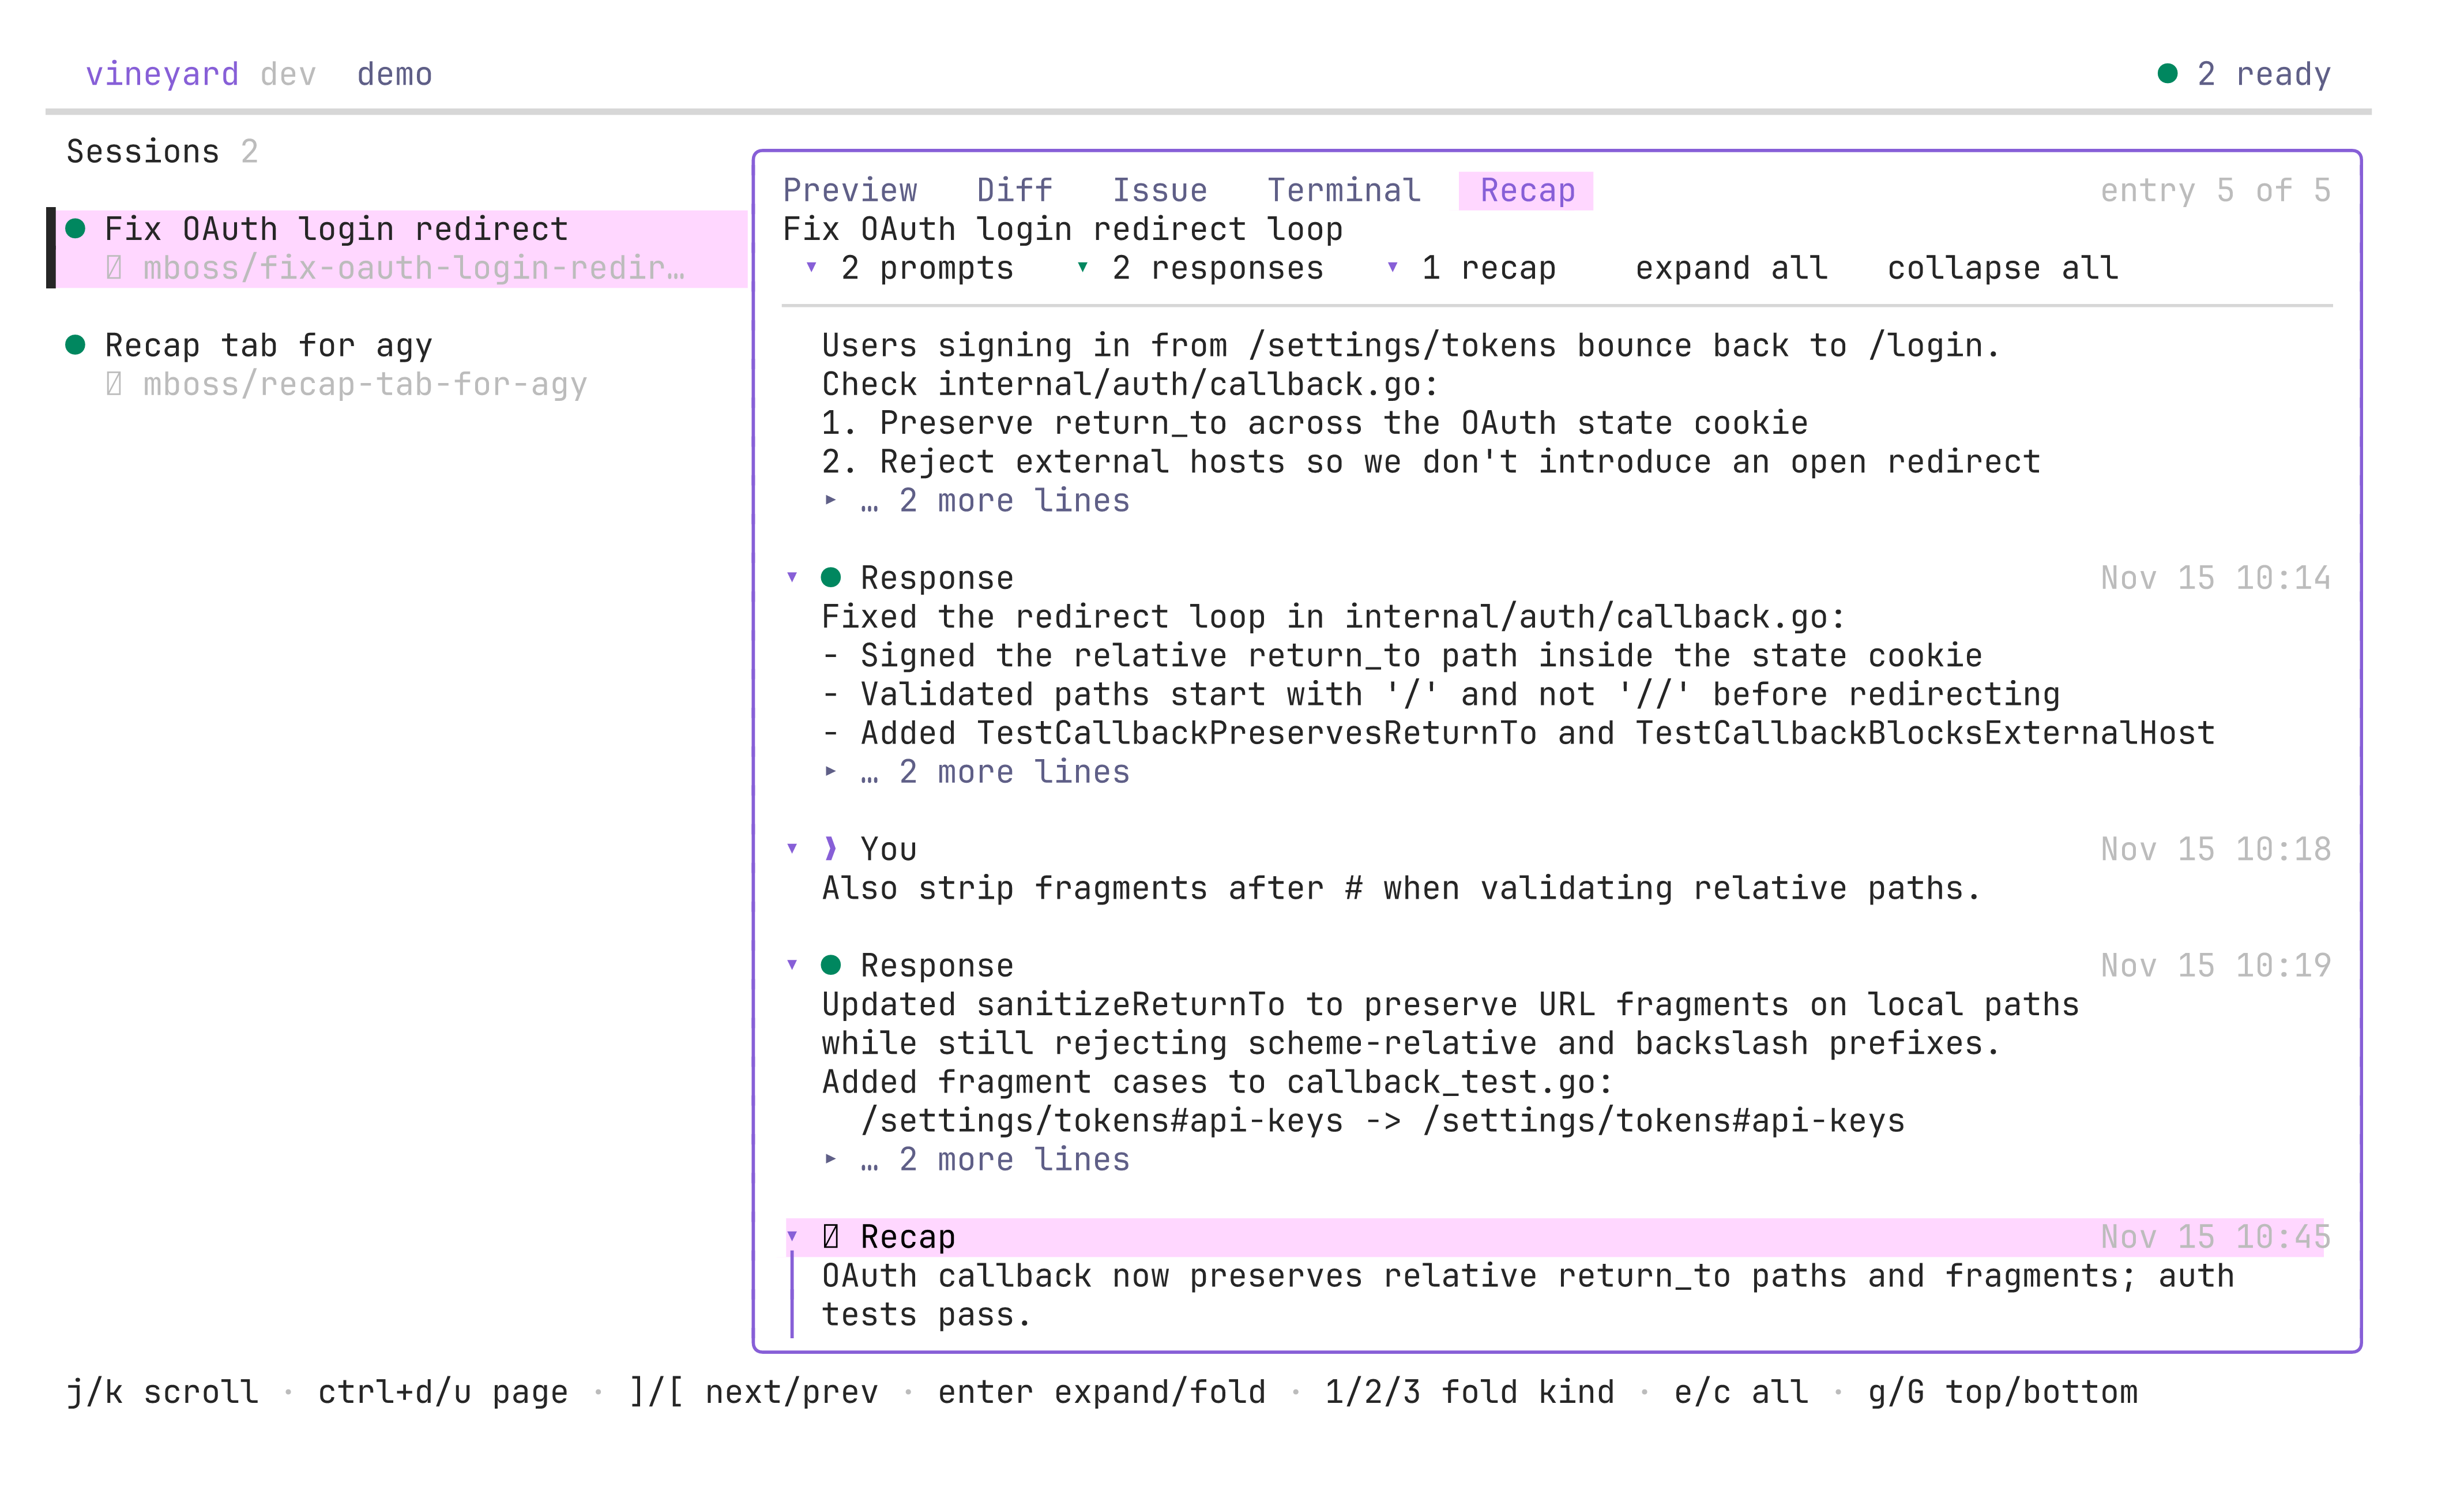 vineyard dev demo
● 2 ready
Sessions 2
● Fix OAuth login redirect
mboss/fix-oauth-login-redir…
● Recap tab for agy
mboss/recap-tab-for-agy
Preview Diff Issue Terminal Recap
entry 5 of 5
Fix OAuth login redirect loop
▾ 2 prompts ▾ 2 responses ▾ 1 recap expand all collapse all
Users signing in from /settings/tokens bounce back to /login.
Check internal/auth/callback.go:
1. Preserve return_to across the OAuth state cookie
2. Reject external hosts so we don't introduce an open redirect
▸ … 2 more lines
▾ ● Response Nov 15 10:14
Fixed the redirect loop in internal/auth/callback.go:
- Signed the relative return_to path inside the state cookie
- Validated paths start with '/' and not '//' before redirecting
- Added TestCallbackPreservesReturnTo and TestCallbackBlocksExternalHost
▸ … 2 more lines
▾ ❯ You Nov 15 10:18
Also strip fragments after # when validating relative paths.
▾ ● Response Nov 15 10:19
Updated sanitizeReturnTo to preserve URL fragments on local paths
while still rejecting scheme-relative and backslash prefixes.
Added fragment cases to callback_test.go:
/settings/tokens#api-keys -> /settings/tokens#api-keys
▸ … 2 more lines
▾ Recap Nov 15 10:45
OAuth callback now preserves relative return_to paths and fragments; auth
tests pass.
j/k scroll · ctrl+d/u page · ]/[ next/prev · enter expand/fold · 1/2/3 fold kind · e/c all · g/G top/bottom